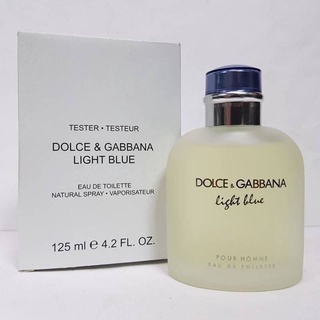 TESTER • TESTEUR
DOLCE & GABBANA
LIGHT BLUE
EAU DE TOILETTE
NATURAL SPRAY • VAPORISATEUR
125 ml ℮ 4.2 FL. OZ.
DOLCE & GABBANA
light blue
POUR HOMME
EAU DE TOILETTE